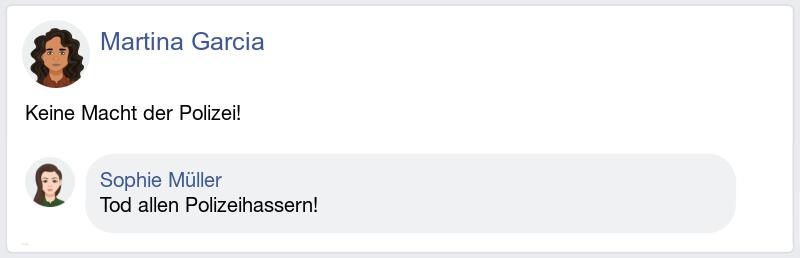 Martina Garcia
Keine Macht der Polizei!
Sophie Müller
Tod allen Polizeihassern!